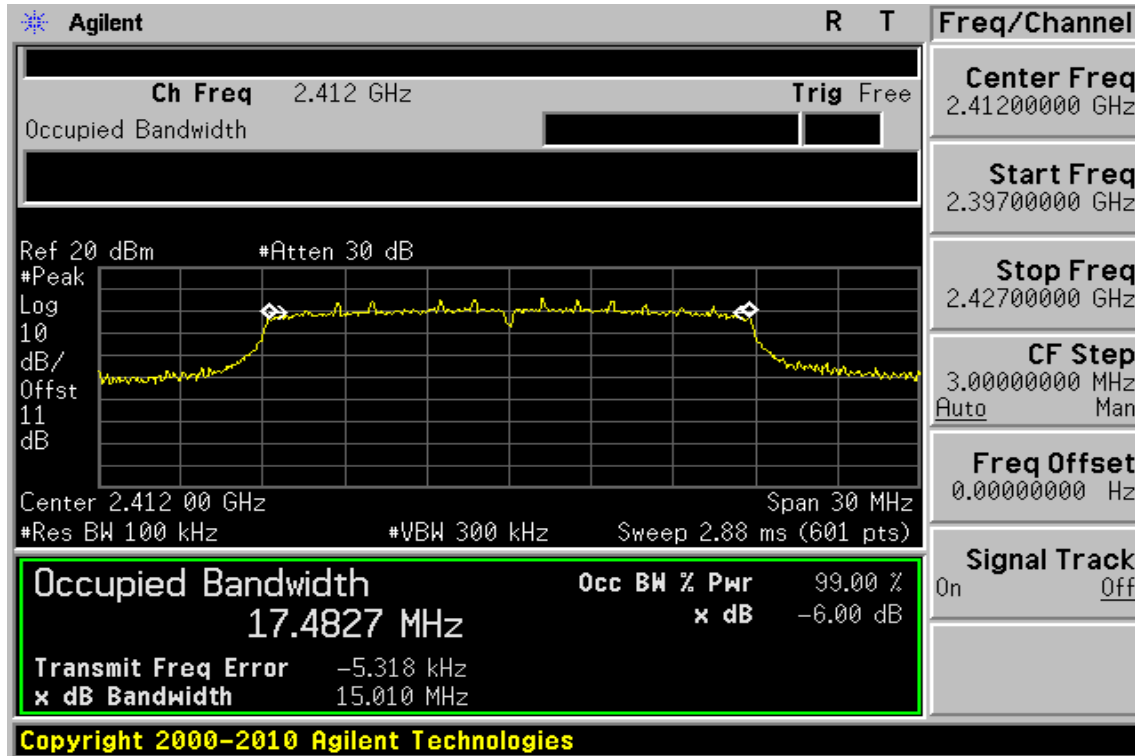 Agilent R T Freq/Channel
Ch Freq 2.412 GHz Trig Free
Occupied Bandwidth
Center Freq
2.41200000 GHz
Start Freq
2.39700000 GHz
Stop Freq
2.42700000 GHz
CF Step
3.00000000 MHz
Auto Man
Freq Offset
0.00000000 Hz
Signal Track
On Off
Ref 20 dBm #Atten 30 dB
#Peak
Log
10
dB/
Offst
11
dB
Center 2.412 00 GHz Span 30 MHz
#Res BW 100 kHz #VBW 300 kHz Sweep 2.88 ms (601 pts)
Occupied Bandwidth Occ BW % Pwr 99.00 %
17.4827 MHz x dB -6.00 dB
Transmit Freq Error -5.318 kHz
x dB Bandwidth 15.010 MHz
Copyright 2000-2010 Agilent Technologies